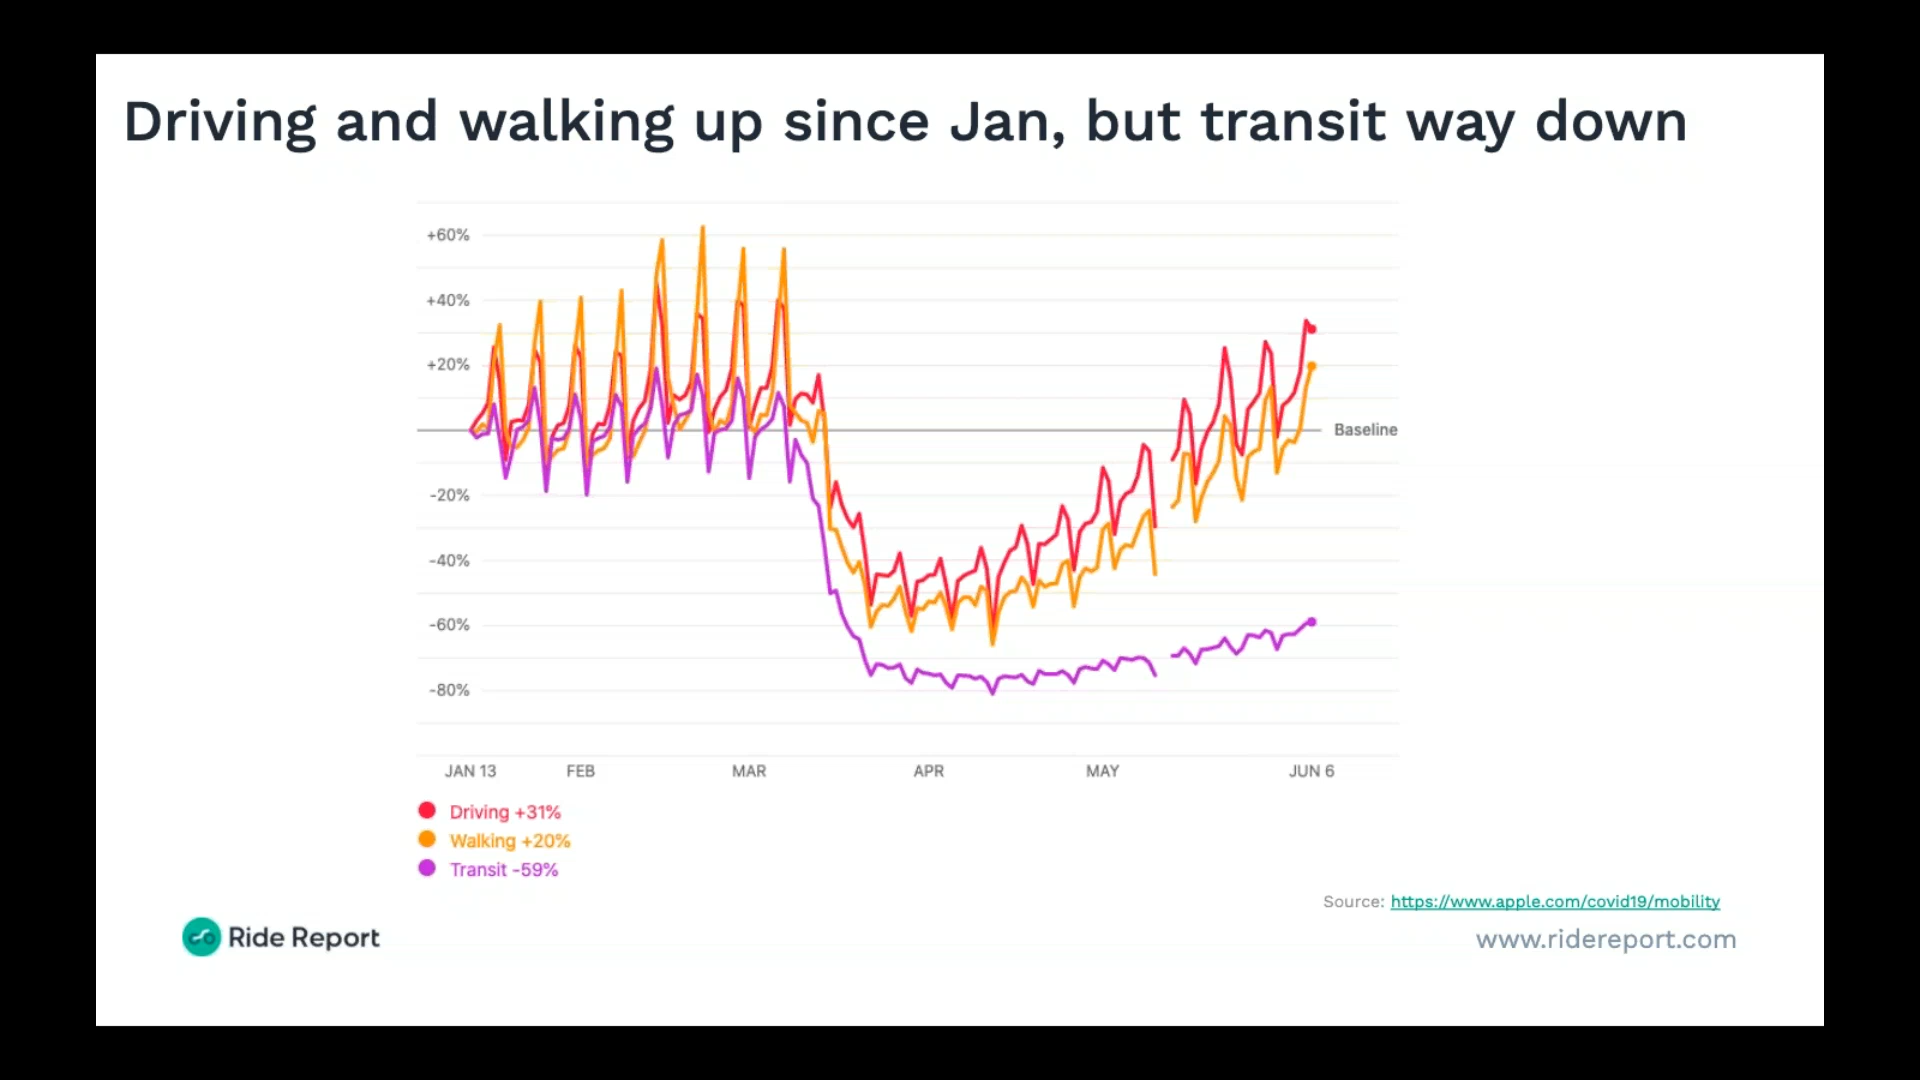 Driving and walking up since Jan, but transit way down
+60%
+40%
+20%
Baseline
-20%
-40%
-60%
-80%
JAN 13 FEB MAR APR MAY JUN 6
Driving +31%
Walking +20%
Transit -59%
Source: https://www.apple.com/covid19/mobility
Ride Report
www.ridereport.com